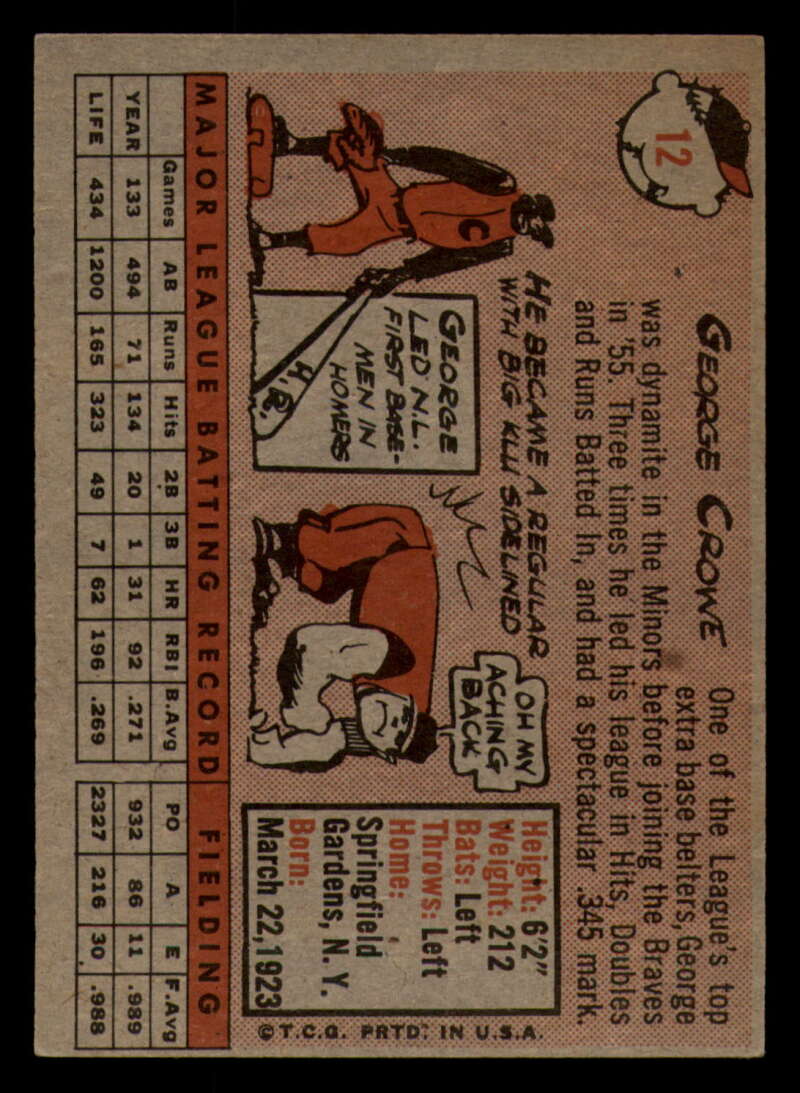 12
GEORGE CROWE
One of the League's top
extra base belters, George
was dynamite in the Minors before joining the Braves
in '55. Three times he led his league in Hits, Doubles
and Runs Batted In, and had a spectacular .345 mark.
HE BECAME A REGULAR
WITH BIG KLU SIDELINED
C
GEORGE
LED N.L.
FIRST BASE-
MEN IN
HOMERS
H.R.
OH MY
ACHING
BACK
Height: 6'2"
Weight: 212
Bats: Left
Throws: Left
Home:
Springfield
Gardens, N. Y.
Born:
March 22, 1923
©T.C.G. PRTD. IN U.S.A.
MAJOR LEAGUE BATTING RECORD FIELDING
Games AB Runs Hits 2B 3B HR RBI B.Avg PO A E F.Avg
YEAR 133 494 71 134 20 1 31 92 .271 932 86 11 .989
LIFE 434 1200 165 323 49 7 62 196 .269 2327 216 30 .988